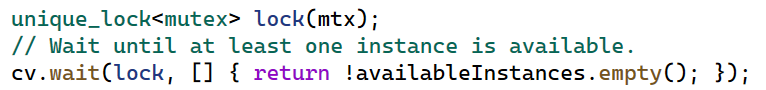 unique_lock<mutex> lock(mtx);
// Wait until at least one instance is available.
cv.wait(lock, [] { return !availableInstances.empty(); });